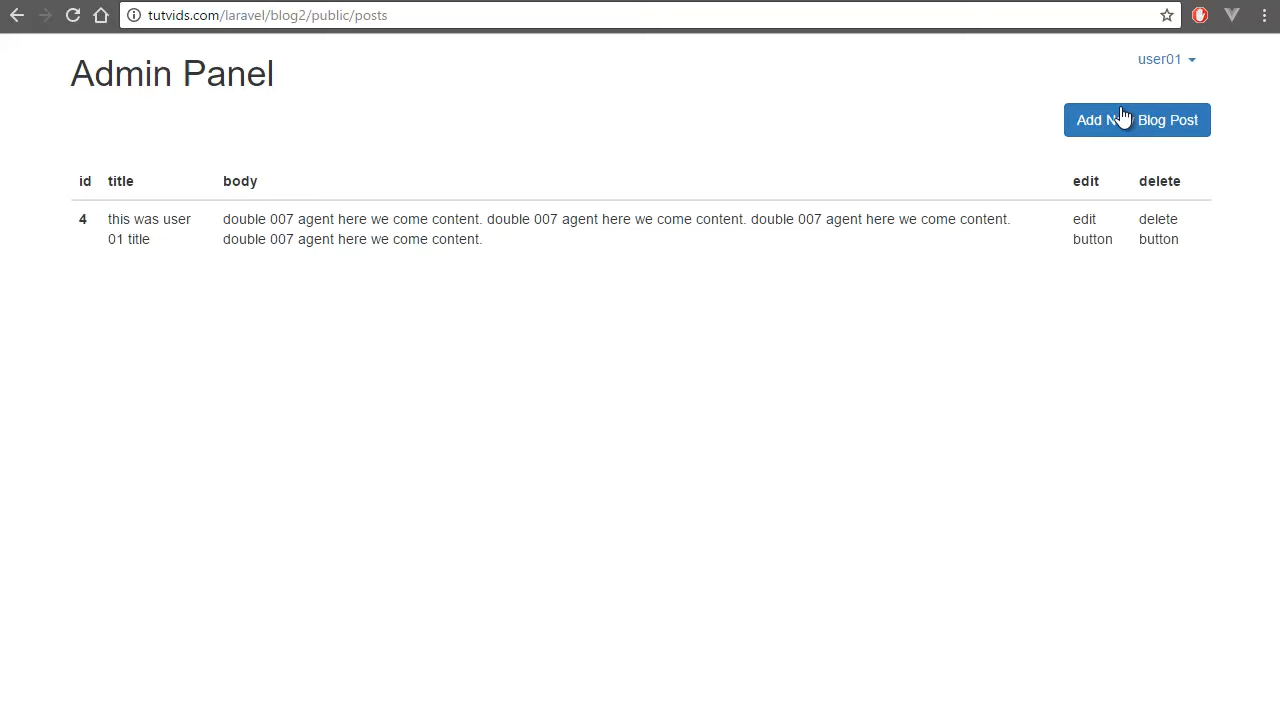 tutvids.com/laravel/blog2/public/posts
user01
Admin Panel
Add Blog Post
id title body edit delete
4 this was user double 007 agent here we come content. double 007 agent here we come content. double 007 agent here we come content. edit delete
01 title double 007 agent here we come content. button button